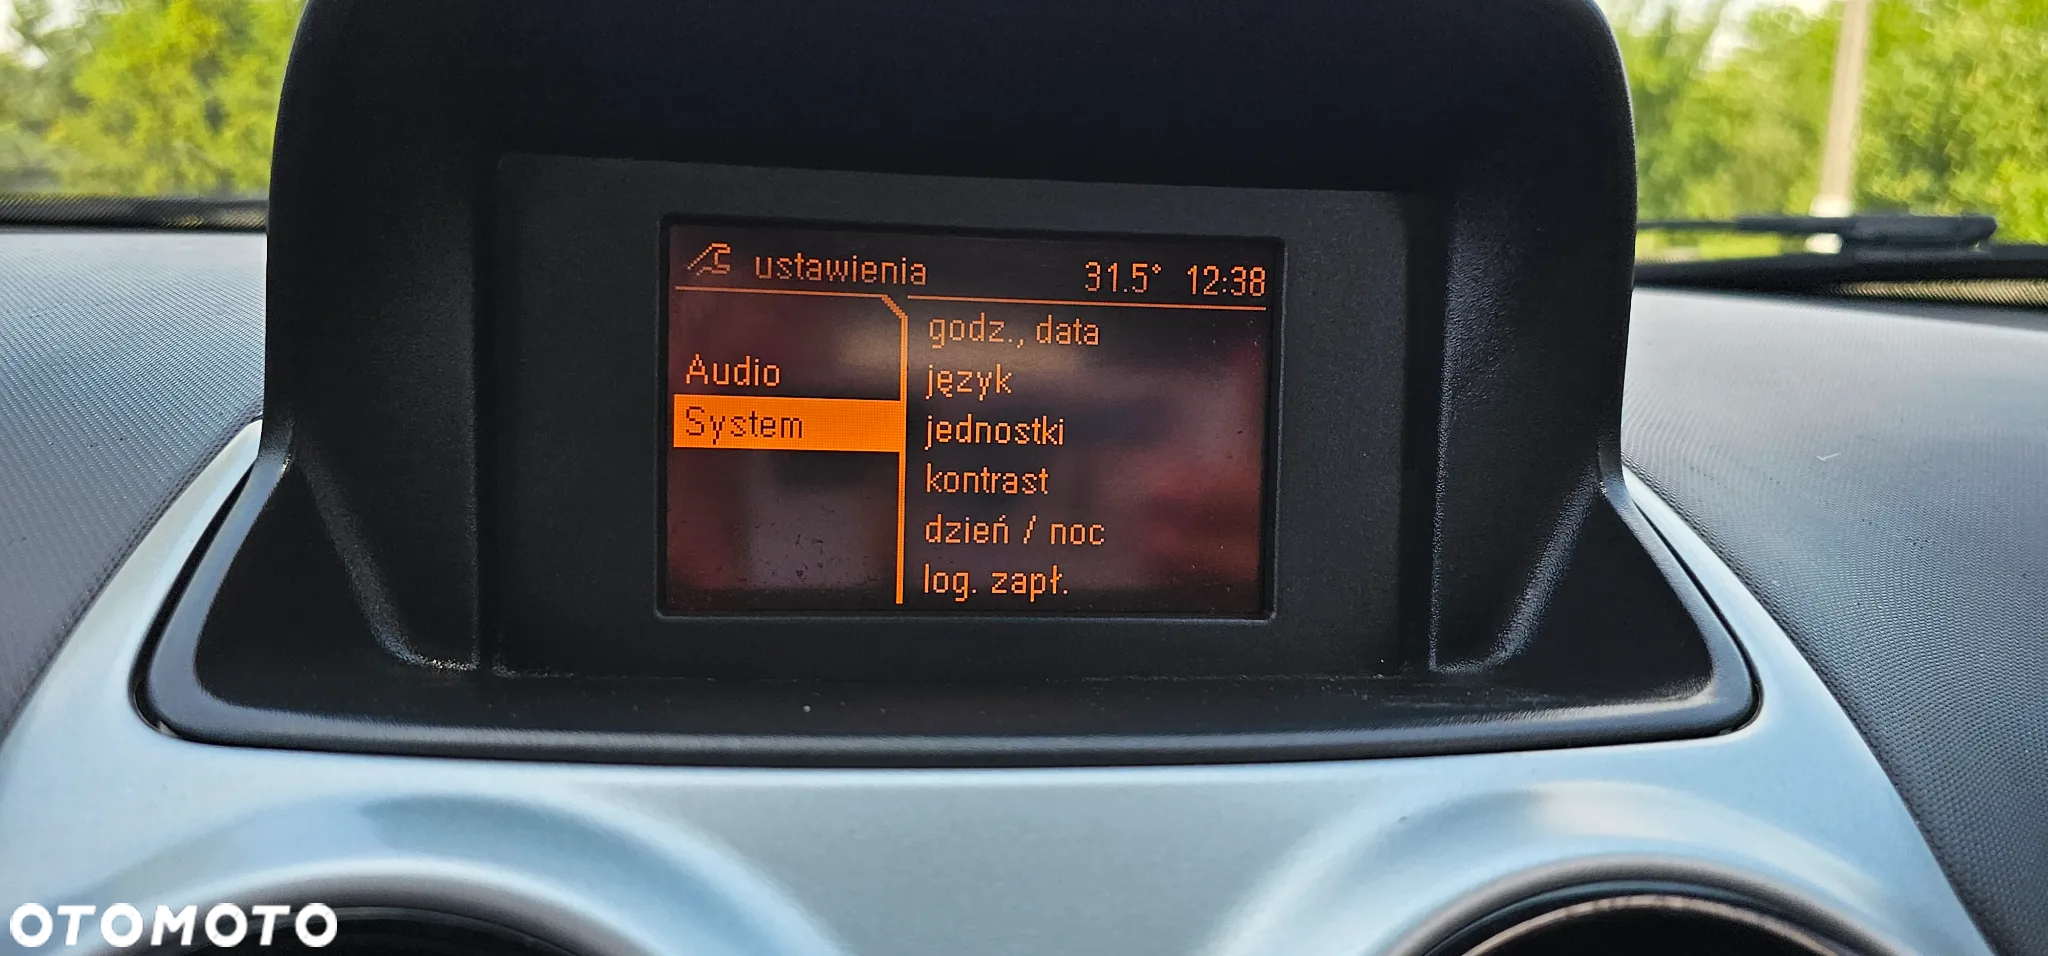 ustawienia 31.5° 12:38
godz., data
Audio
język
System
jednostki
kontrast
dzień / noc
log. zapł.
OTOMOTO